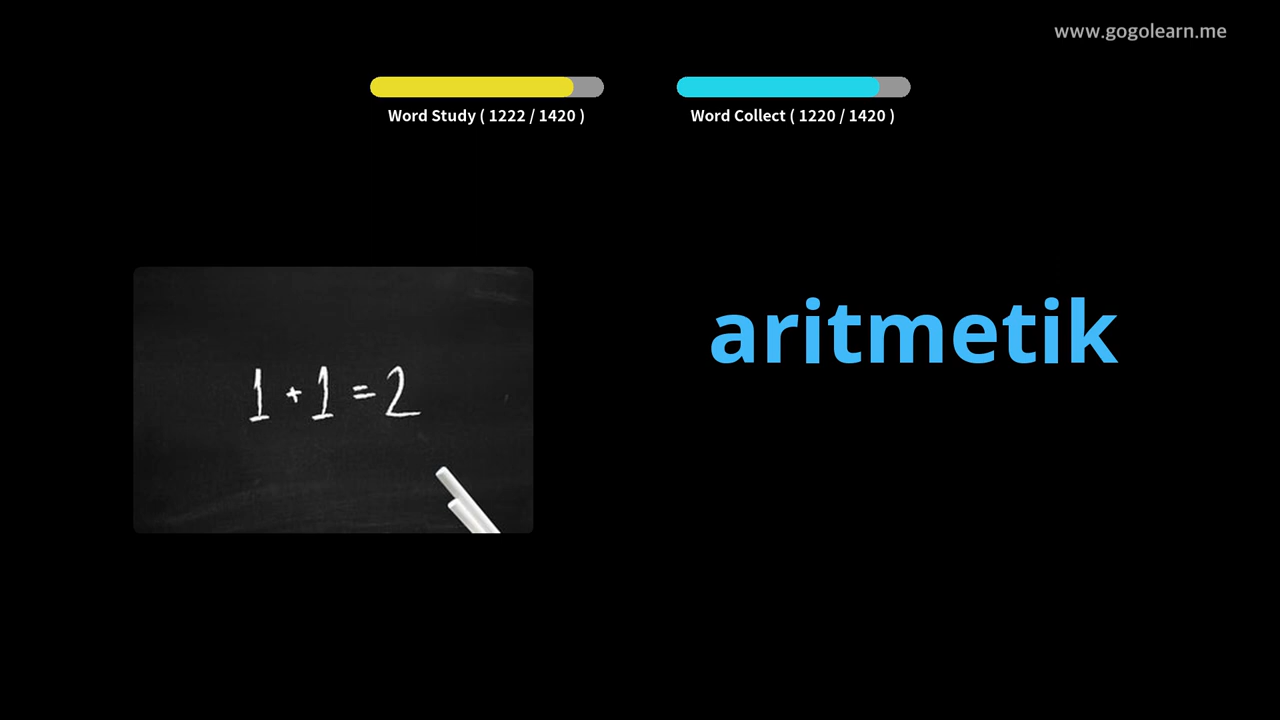 www.gogolearn.me
Word Study ( 1222 / 1420 )
Word Collect ( 1220 / 1420 )
1 + 1 = 2
aritmetik